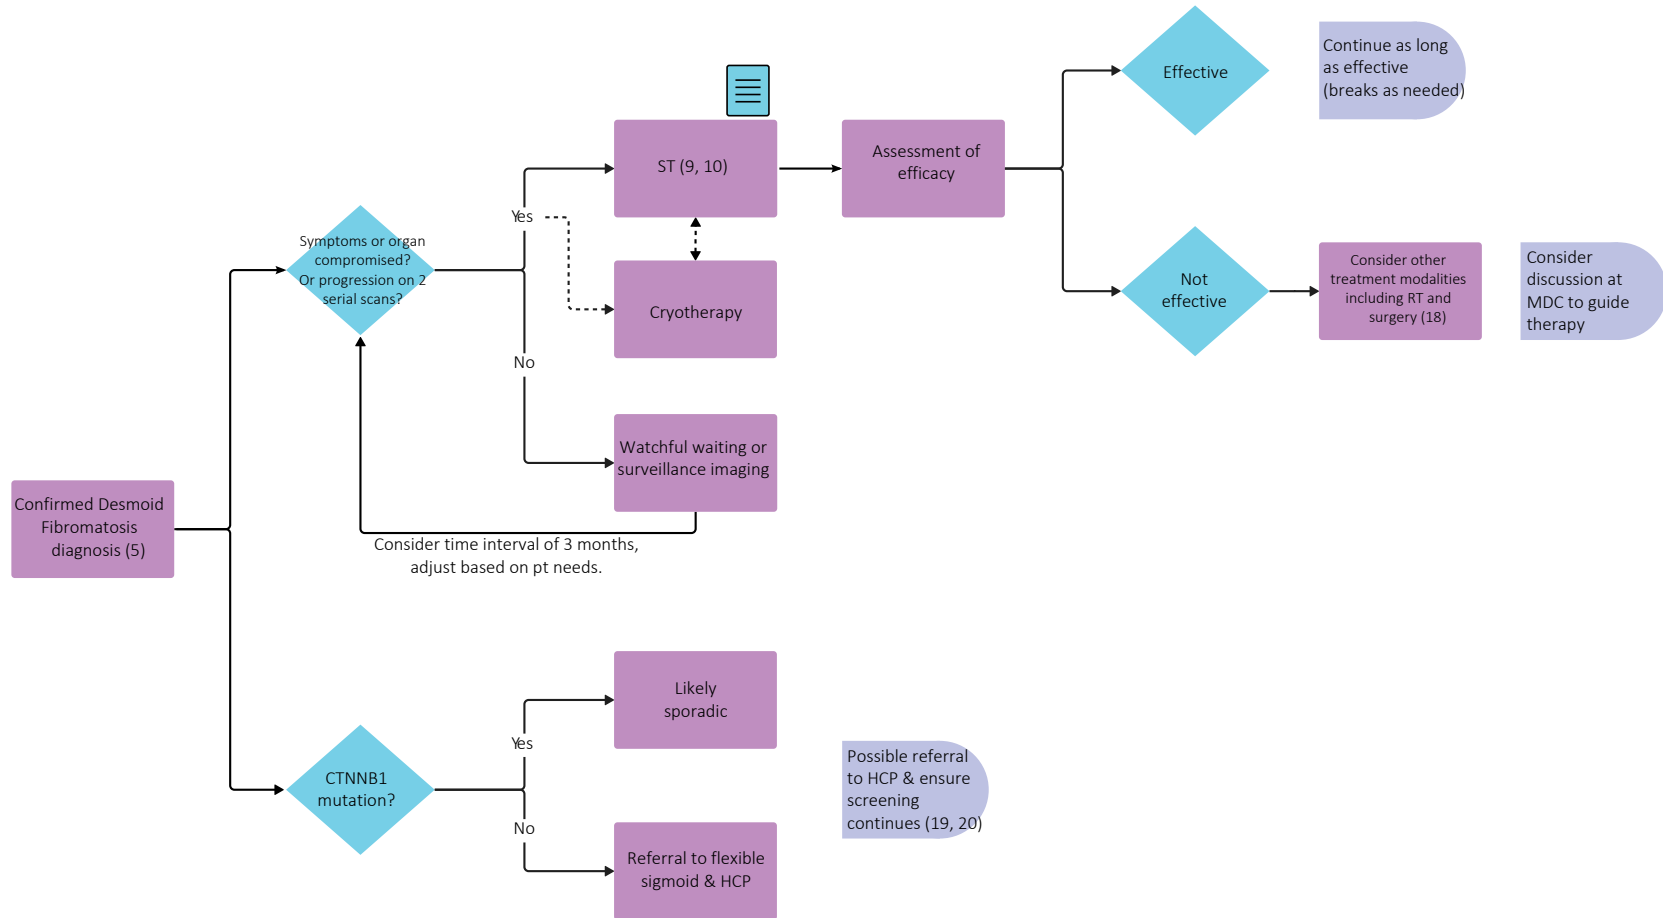 Effective
Continue as long
as effective
(breaks as needed)
ST (9, 10)
Assessment of
efficacy
Yes
Symptoms or organ
compromised?
Or progression on 2
serial scans?
Cryotherapy
Not
effective
Consider other
treatment modalities
including RT and
surgery (18)
Consider
discussion at
MDC to guide
therapy
No
Watchful waiting or
surveillance imaging
Confirmed Desmoid
Fibromatosis
diagnosis (5)
Consider time interval of 3 months,
adjust based on pt needs.
Likely
sporadic
Yes
CTNNB1
mutation?
Possible referral
to HCP & ensure
screening
continues (19, 20)
No
Referral to flexible
sigmoid & HCP